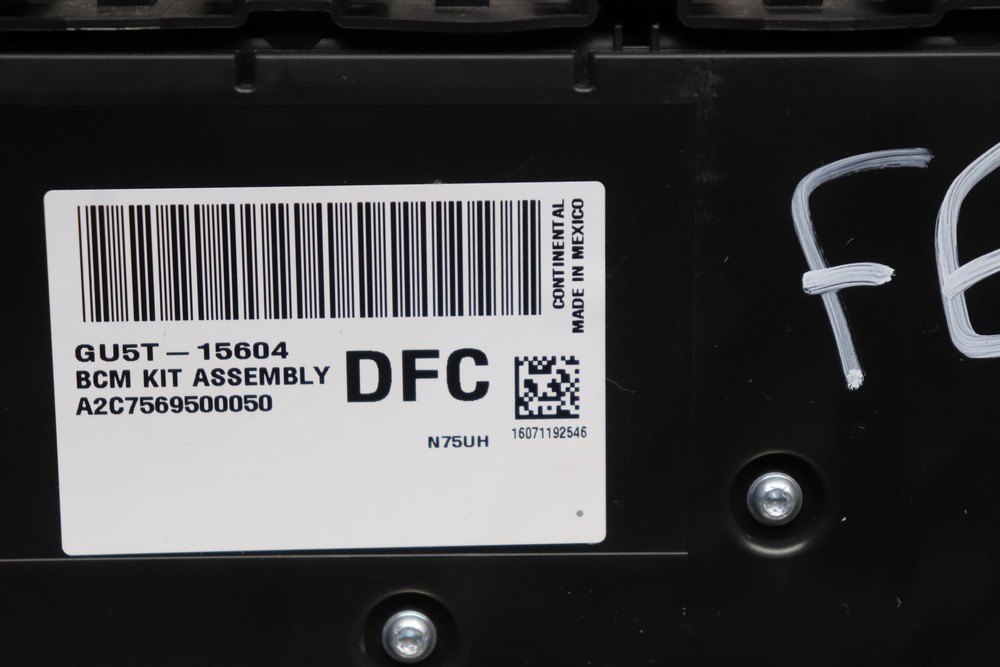 CONTINENTAL
MADE IN MEXICO
GU5T-15604
BCM KIT ASSEMBLY
A2C7569500050
DFC
16071192546
N75UH